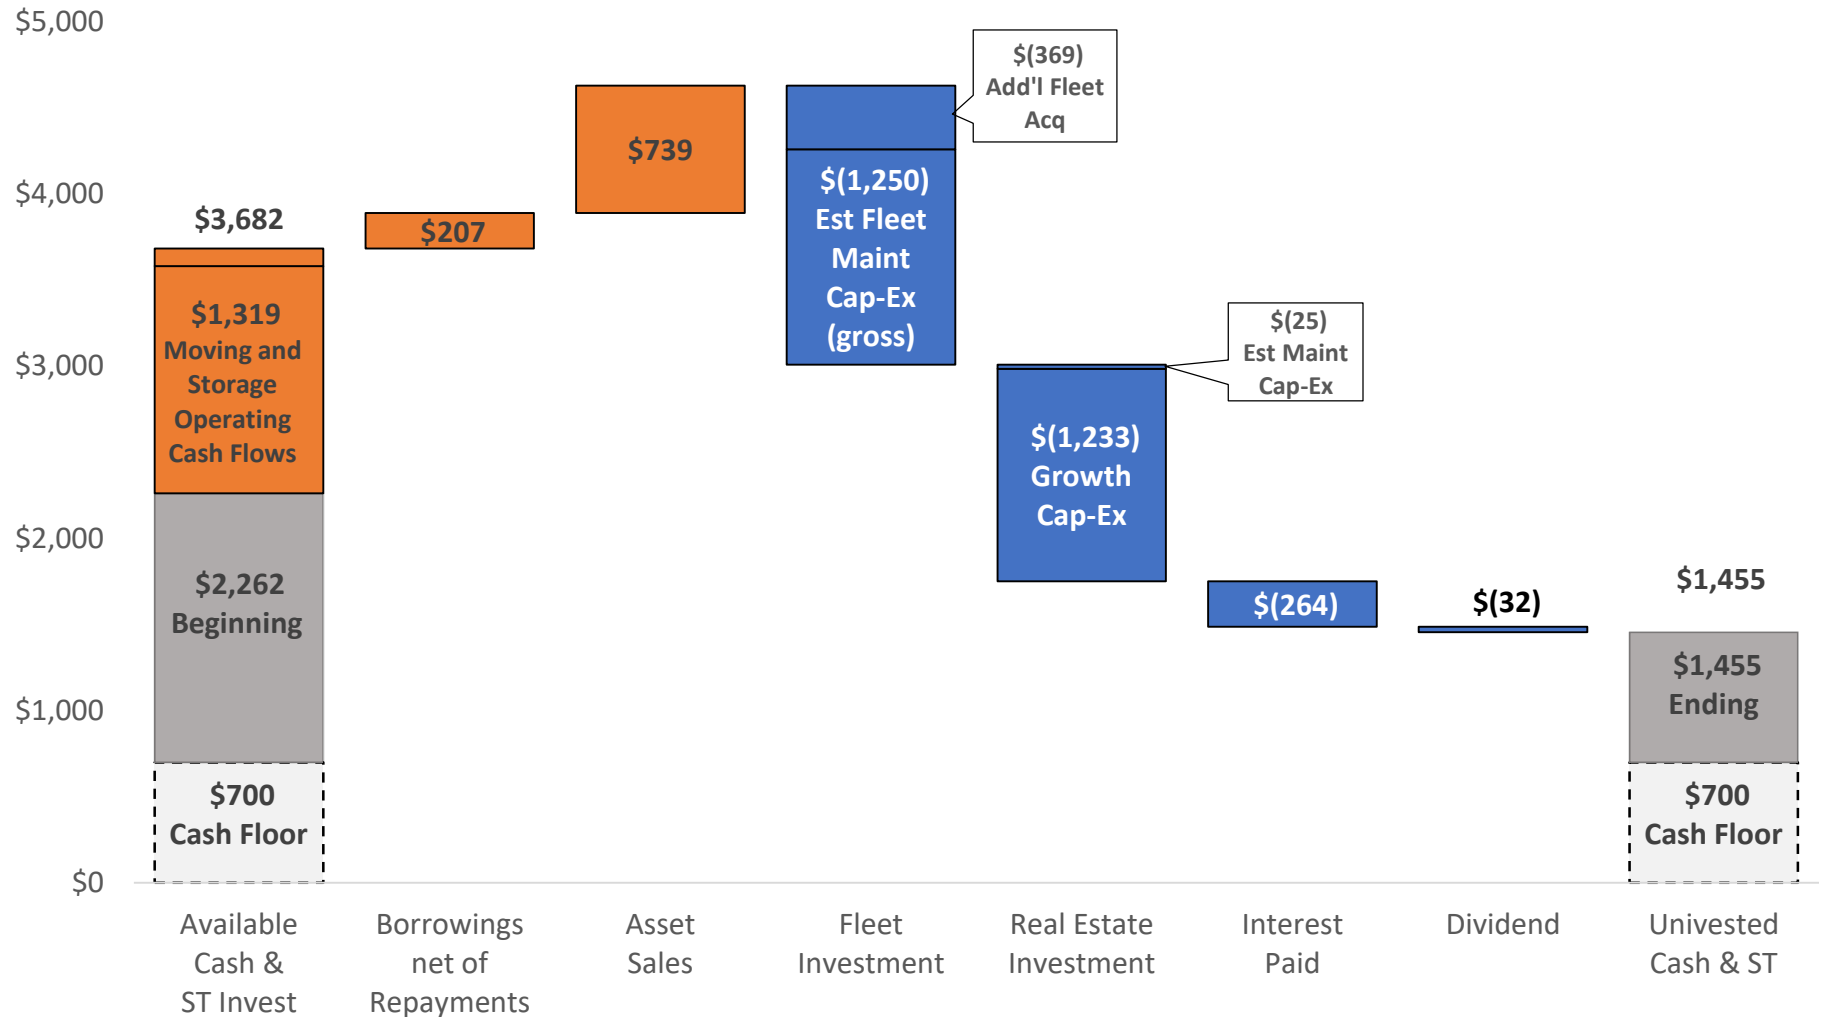 $5,000
$4,000
$3,000
$2,000
$1,000
$0
$3,682
$1,319
Moving and
Storage
Operating
Cash Flows
$2,262
Beginning
$700
Cash Floor
$207
$739
$(369)
Add'l Fleet
Acq
$(1,250)
Est Fleet
Maint
Cap-Ex
(gross)
$(25)
Est Maint
Cap-Ex
$(1,233)
Growth
Cap-Ex
$(264)
$(32)
$1,455
$1,455
Ending
$700
Cash Floor
Available
Cash &
ST Invest
Borrowings
net of
Repayments
Asset
Sales
Fleet
Investment
Real Estate
Investment
Interest
Paid
Dividend
Univested
Cash & ST